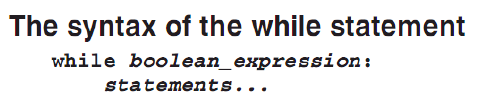 The syntax of the while statement
while boolean_expression:
statements...